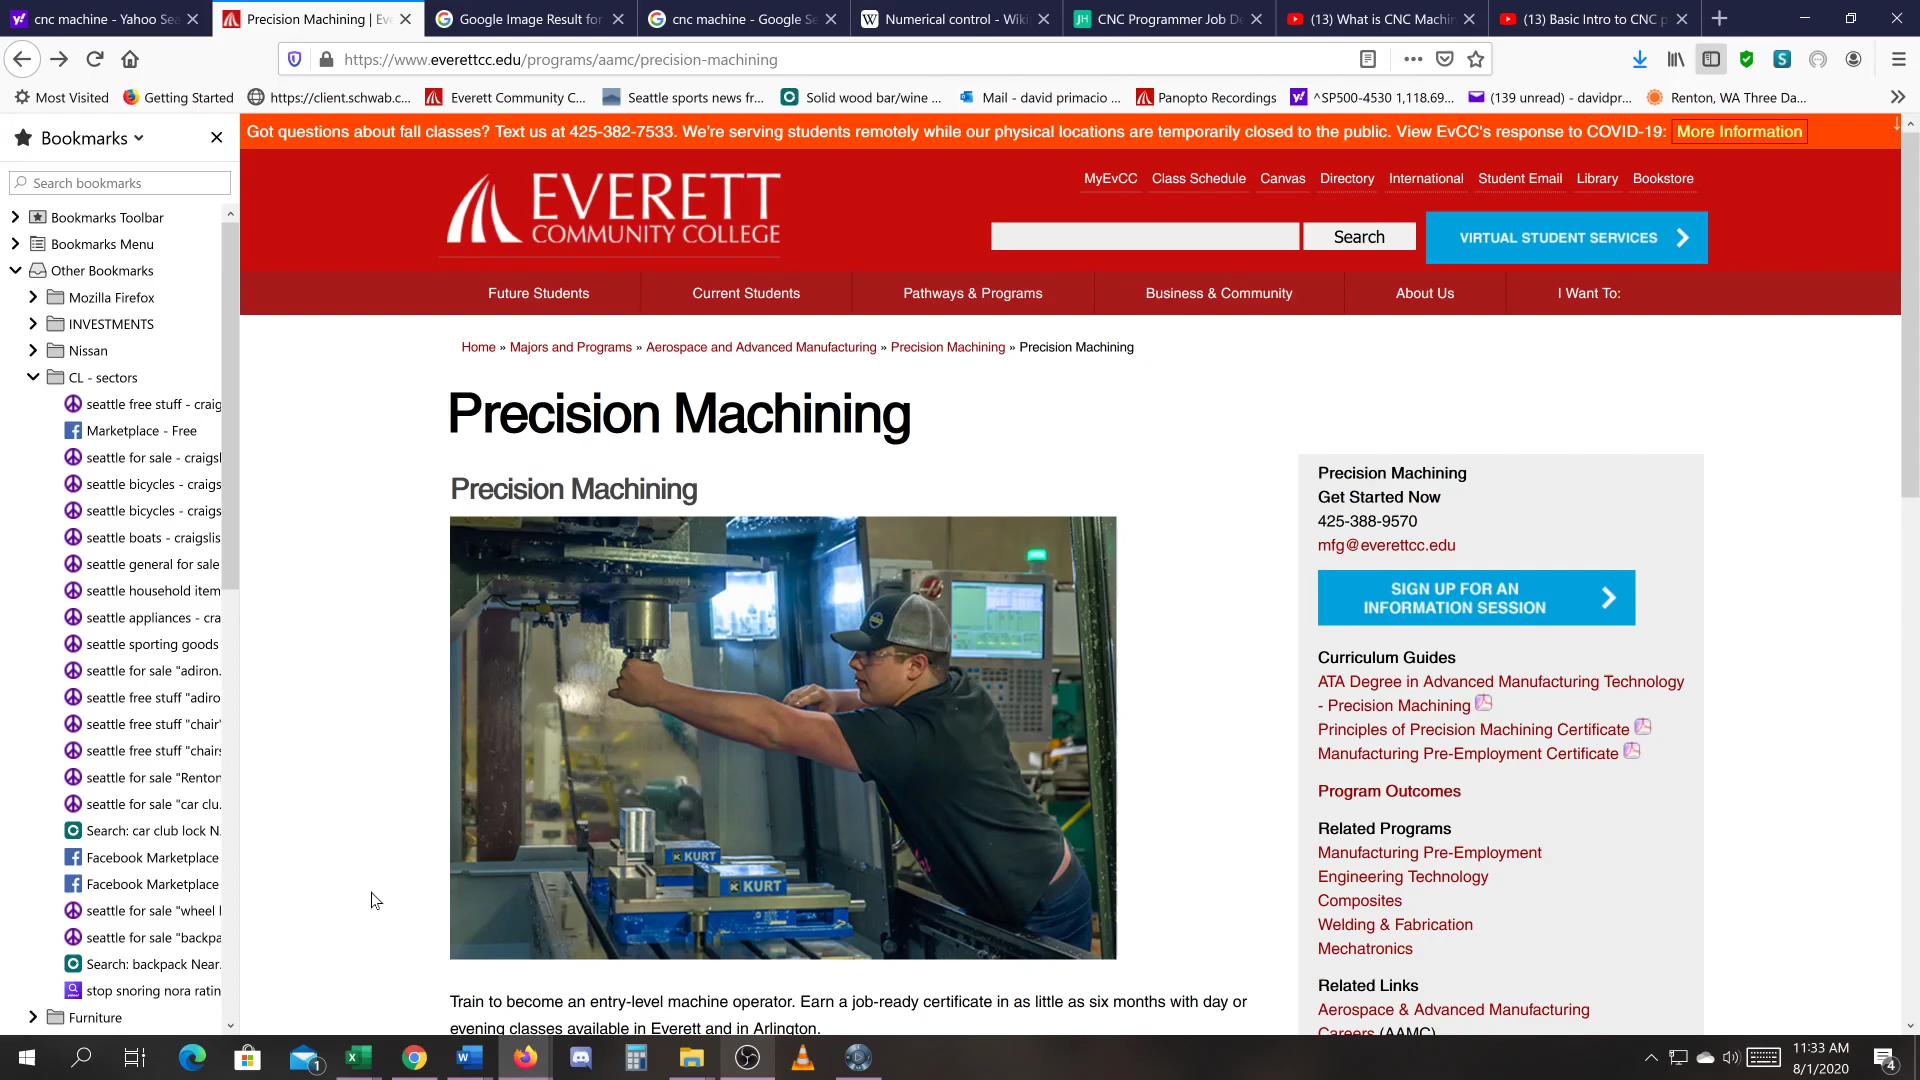 cnc machine - Yahoo Sea
Precision Machining | Eve
Google Image Result for
cnc machine - Google Se
Numerical control - Wiki
CNC Programmer Job De
(13) What is CNC Machin
(13) Basic Intro to CNC p
https://www.everettcc.edu/programs/aamc/precision-machining
Most Visited
Getting Started
https://client.schwab.c...
Everett Community C...
Seattle sports news fr...
Solid wood bar/wine ...
Mail - david primacio ...
Panopto Recordings
^SP500-4530 1,118.69...
(139 unread) - davidpr...
Renton, WA Three Da...
Bookmarks
Search bookmarks
Bookmarks Toolbar
Bookmarks Menu
Other Bookmarks
Mozilla Firefox
INVESTMENTS
Nissan
CL - sectors
seattle free stuff - craig
Marketplace - Free
seattle for sale - craigsl
seattle bicycles - craigs
seattle bicycles - craigs
seattle boats - craigslis
seattle general for sale
seattle household item
seattle appliances - cra
seattle sporting goods
seattle for sale "adiron.
seattle free stuff "adiro
seattle free stuff "chair"
seattle free stuff "chairs
seattle for sale "Renton
seattle for sale "car clu.
Search: car club lock N.
Facebook Marketplace
Facebook Marketplace
seattle for sale "wheel l
seattle for sale "backpa
Search: backpack Near.
stop snoring nora ratin
Furniture
Got questions about fall classes? Text us at 425-382-7533. We're serving students remotely while our physical locations are temporarily closed to the public. View EvCC's response to COVID-19: More Information
EVERETT
COMMUNITY COLLEGE
MyEvCC Class Schedule Canvas Directory International Student Email Library Bookstore
Search
VIRTUAL STUDENT SERVICES
Future Students
Current Students
Pathways & Programs
Business & Community
About Us
I Want To:
Home » Majors and Programs » Aerospace and Advanced Manufacturing » Precision Machining » Precision Machining
Precision Machining
Precision Machining
KURT
KURT
Train to become an entry-level machine operator. Earn a job-ready certificate in as little as six months with day or
evening classes available in Everett and in Arlington.
Precision Machining
Get Started Now
425-388-9570
mfg@everettcc.edu
SIGN UP FOR AN
INFORMATION SESSION
Curriculum Guides
ATA Degree in Advanced Manufacturing Technology
- Precision Machining
Principles of Precision Machining Certificate
Manufacturing Pre-Employment Certificate
Program Outcomes
Related Programs
Manufacturing Pre-Employment
Engineering Technology
Composites
Welding & Fabrication
Mechatronics
Related Links
Aerospace & Advanced Manufacturing
Careers (AAMC)
1
11:33 AM
8/1/2020
4